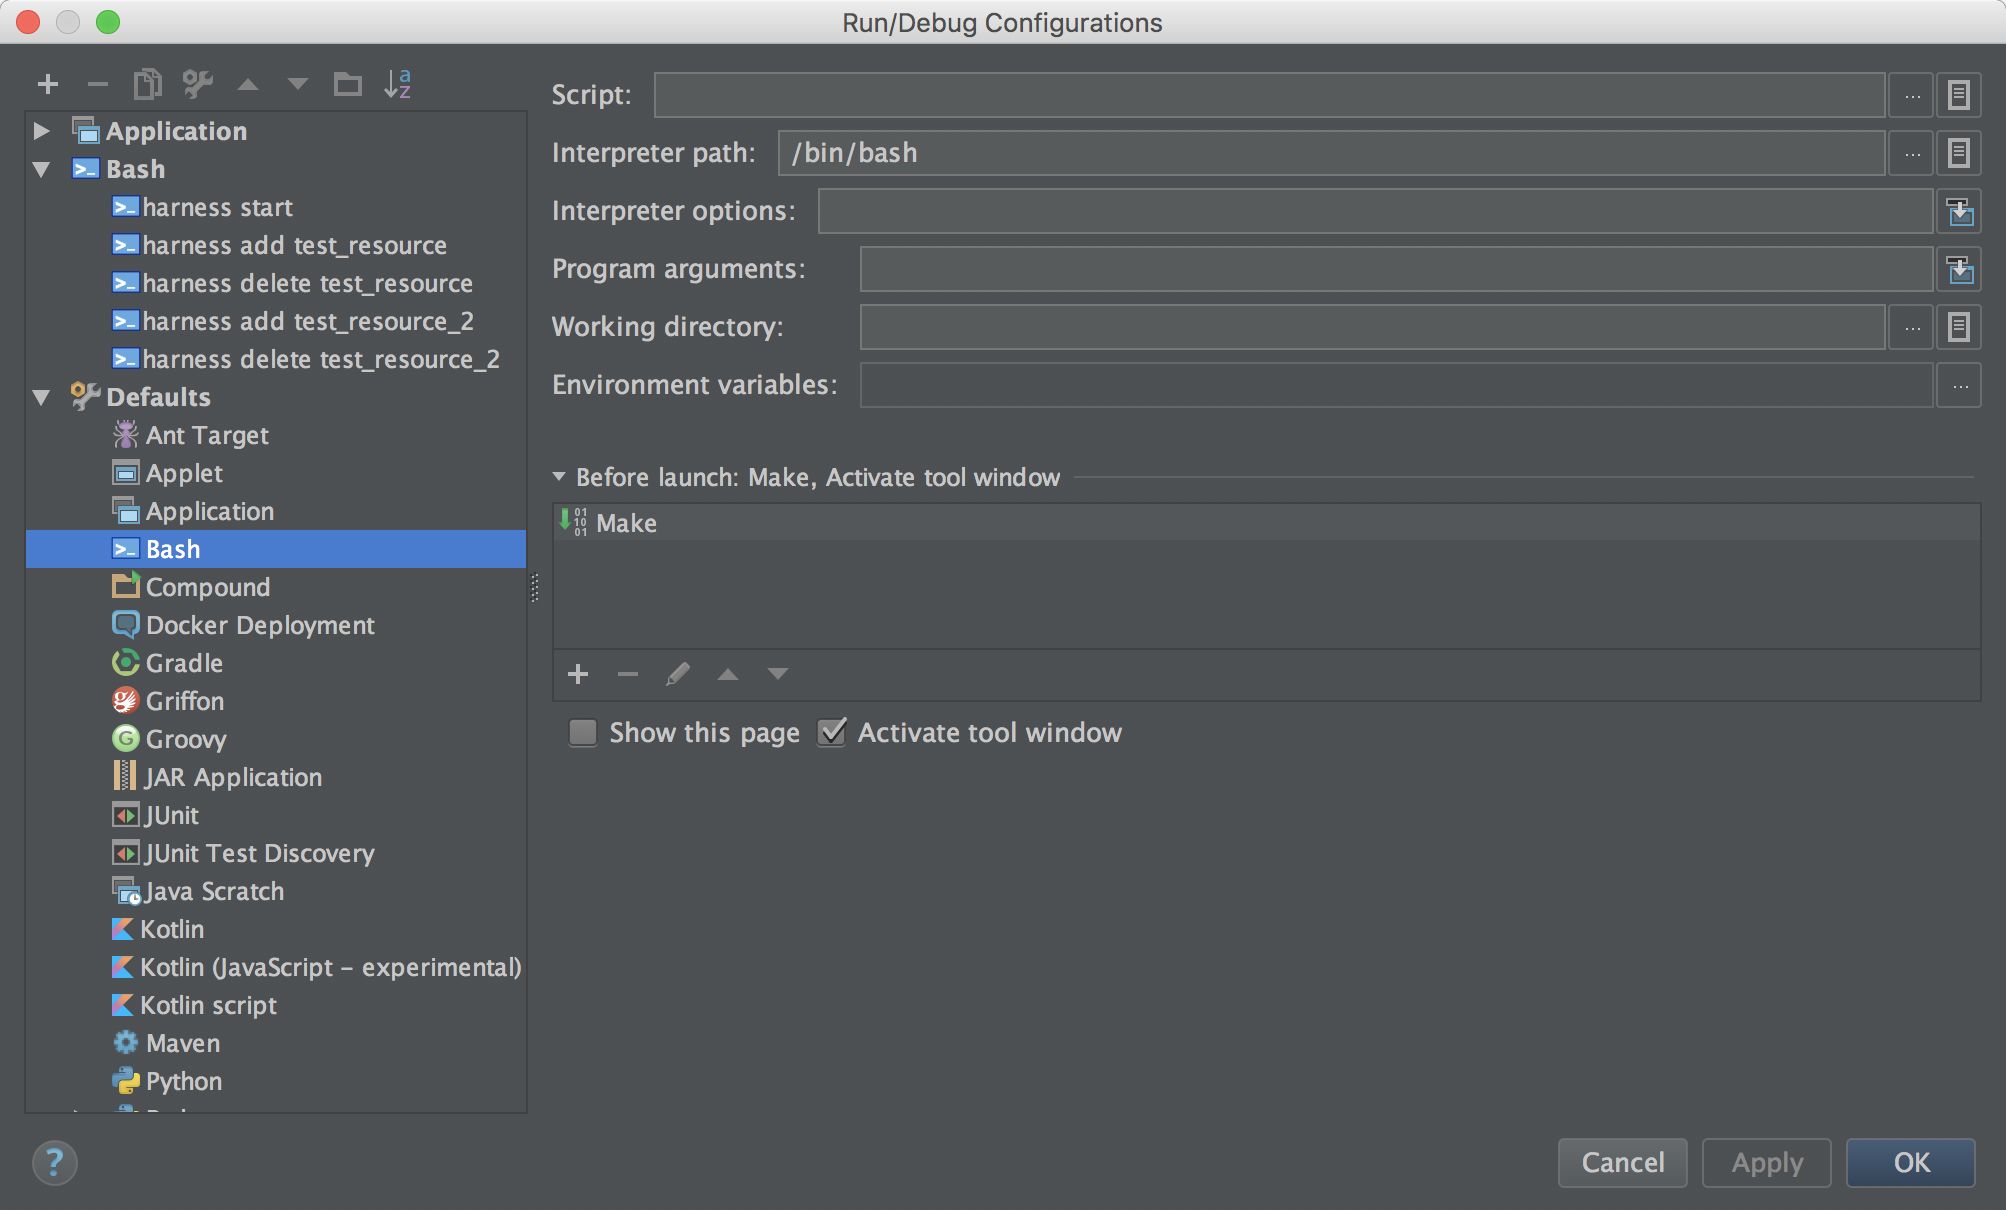 Run/Debug Configurations
a
z
Application
Bash
harness start
harness add test_resource
harness delete test_resource
harness add test_resource_2
harness delete test_resource_2
Defaults
Ant Target
Applet
Application
Bash
Compound
Docker Deployment
Gradle
Griffon
Groovy
JAR Application
JUnit
JUnit Test Discovery
Java Scratch
Kotlin
Kotlin (JavaScript – experimental)
Kotlin script
Maven
Python
Script:
...
Interpreter path: /bin/bash
...
Interpreter options:
Program arguments:
Working directory:
...
Environment variables:
...
Before launch: Make, Activate tool window
Make
Show this page
Activate tool window
?
Cancel
Apply
OK